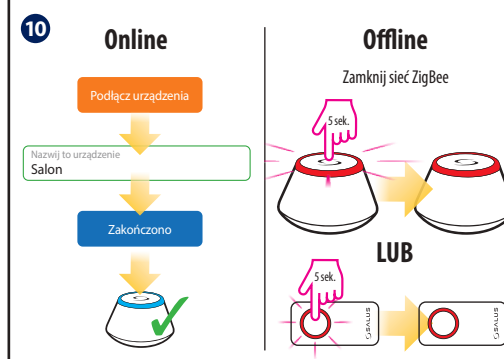 10
Online
Podłącz urządzenia
Nazwij to urządzenie
Salon
Zakończono
Offline
Zamknij sieć ZigBee
5 sek.
LUB
5 sek.
SALUS
SALUS